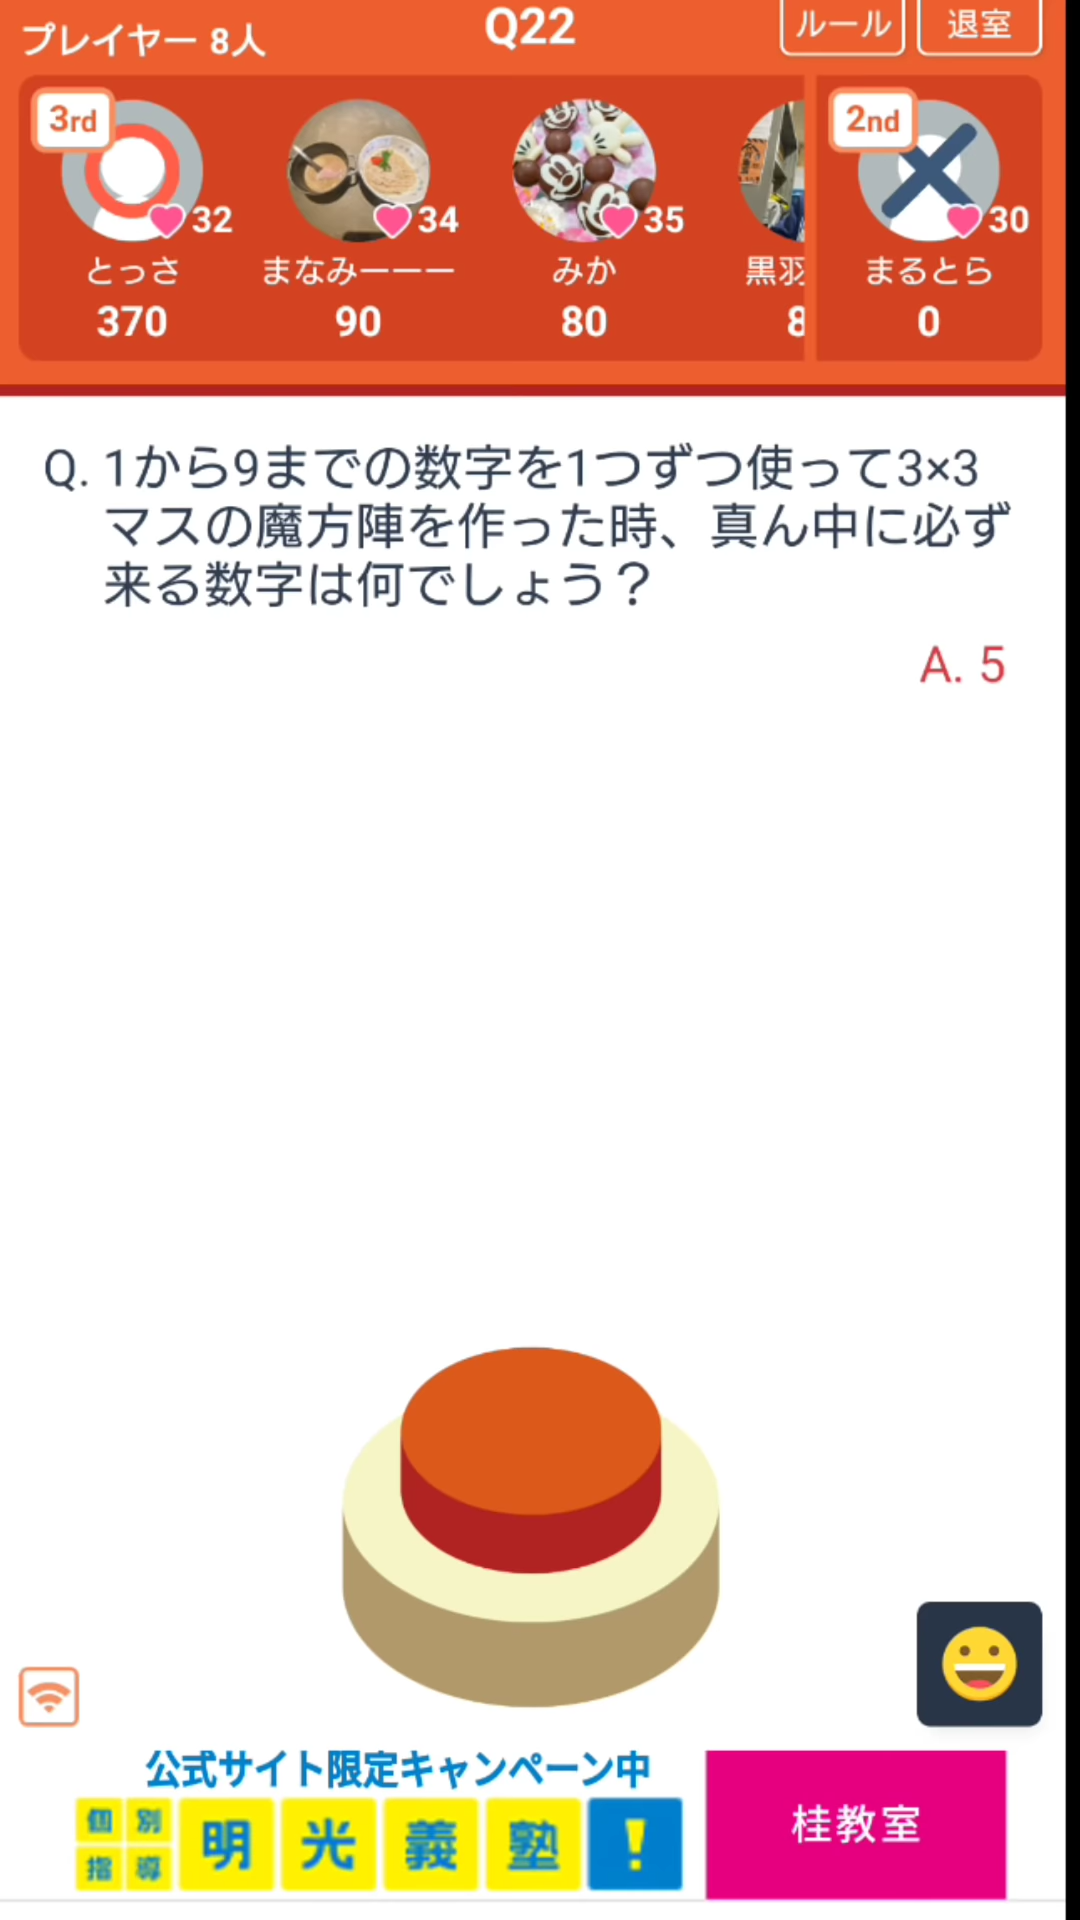 プレイヤー 8人
Q22
ルール
退室
3rd
32
34
35
2nd
30
とっさ
まなみーーー
みか
黒羽
まるとら
370
90
80
8
0
Q. 1から9までの数字を1つずつ使って3×3
マスの魔方陣を作った時、真ん中に必ず
来る数字は何でしょう？
A. 5
公式サイト限定キャンペーン中
個別指導 明光義塾！
桂教室